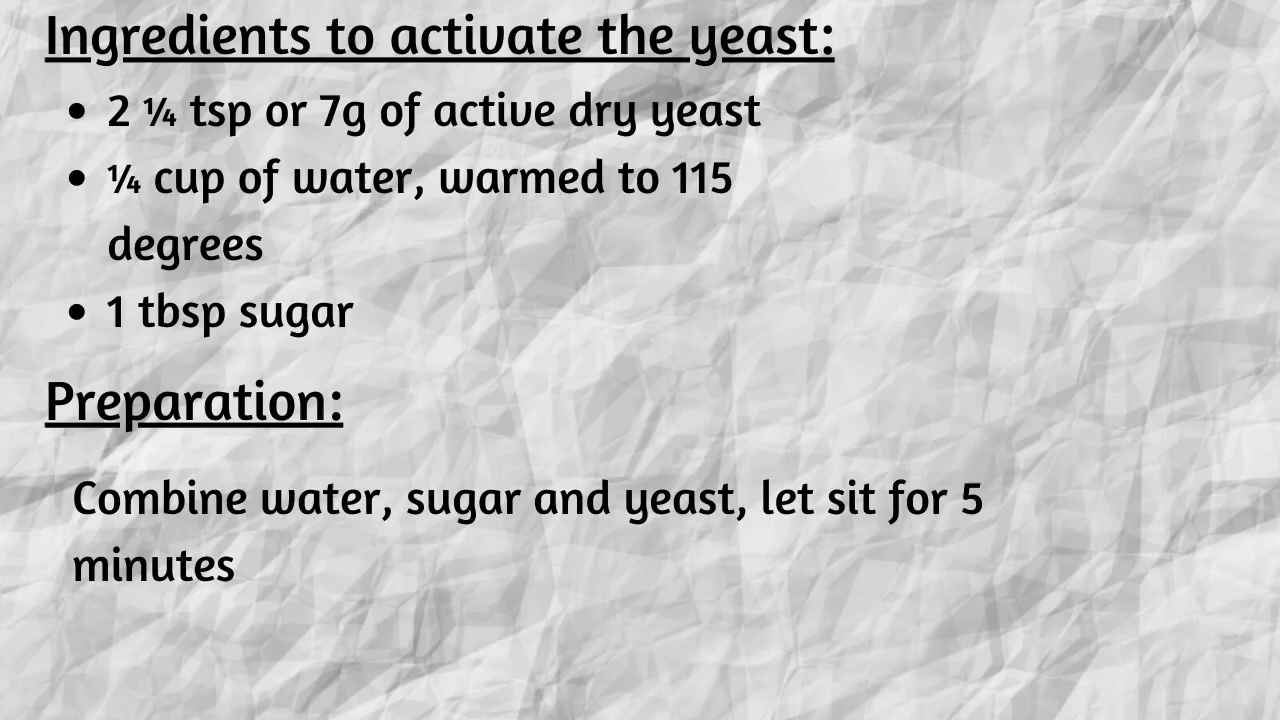 Ingredients to activate the yeast:
• 2 ¼ tsp or 7g of active dry yeast
• ¼ cup of water, warmed to 115
degrees
• 1 tbsp sugar
Preparation:
Combine water, sugar and yeast, let sit for 5
minutes